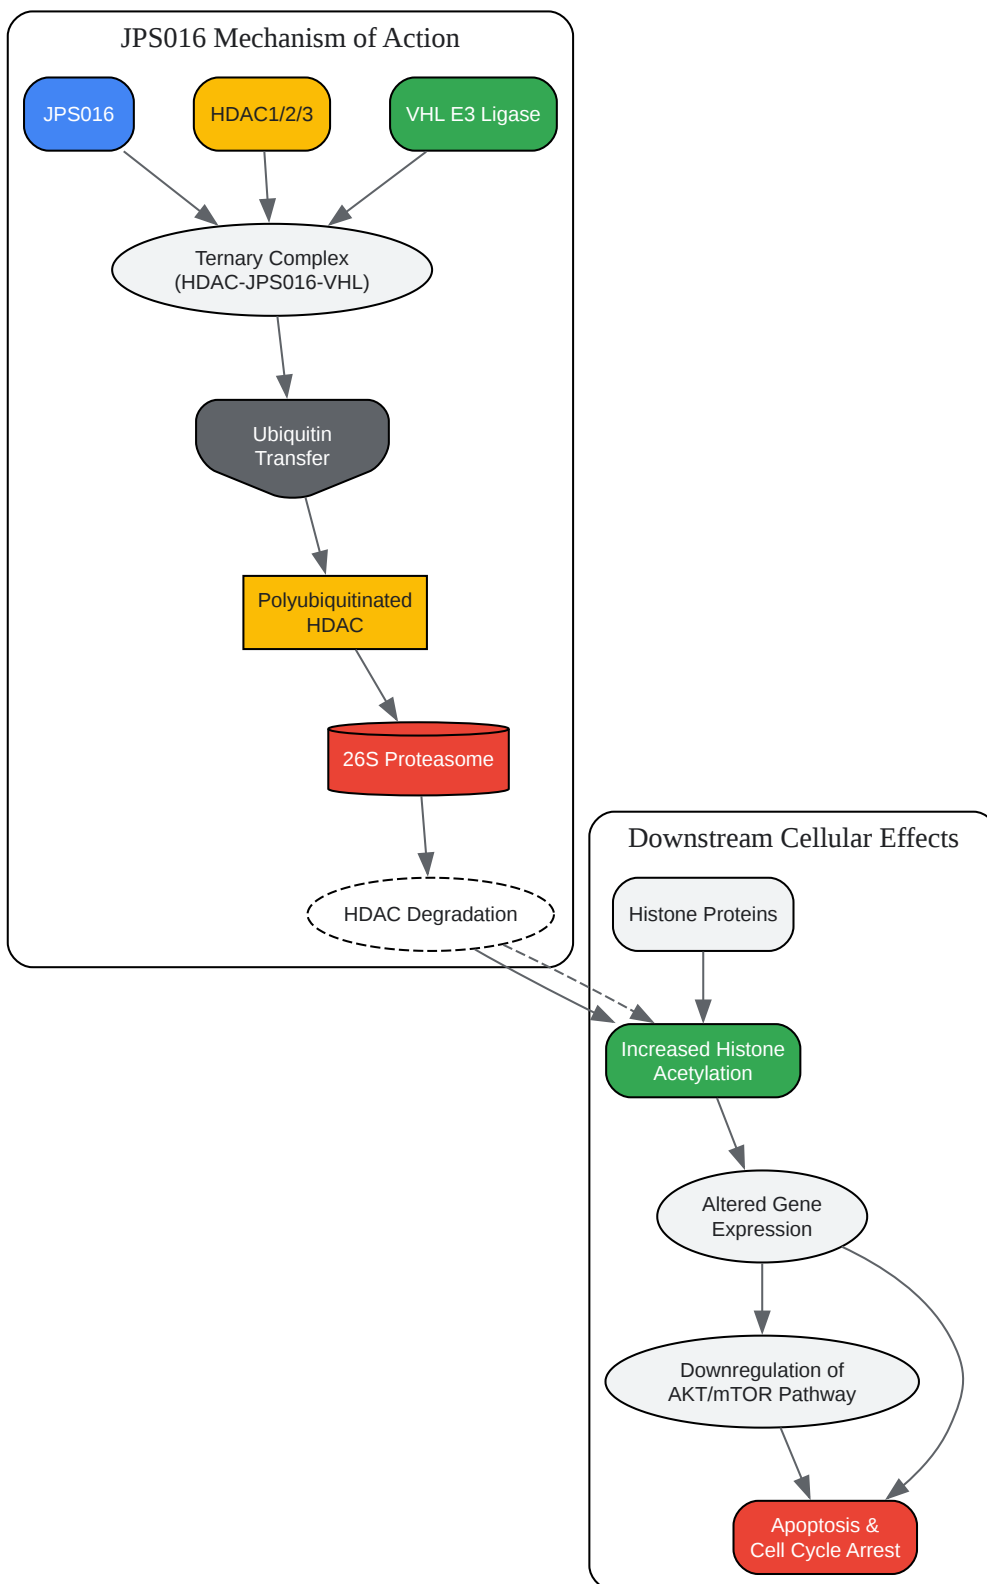 JPS016 Mechanism of Action
JPS016
HDAC1/2/3
VHL E3 Ligase
Ternary Complex
(HDAC-JPS016-VHL)
Ubiquitin
Transfer
Polyubiquitinated
HDAC
26S Proteasome
HDAC Degradation
Downstream Cellular Effects
Histone Proteins
Increased Histone
Acetylation
Altered Gene
Expression
Downregulation of
AKT/mTOR Pathway
Apoptosis &
Cell Cycle Arrest